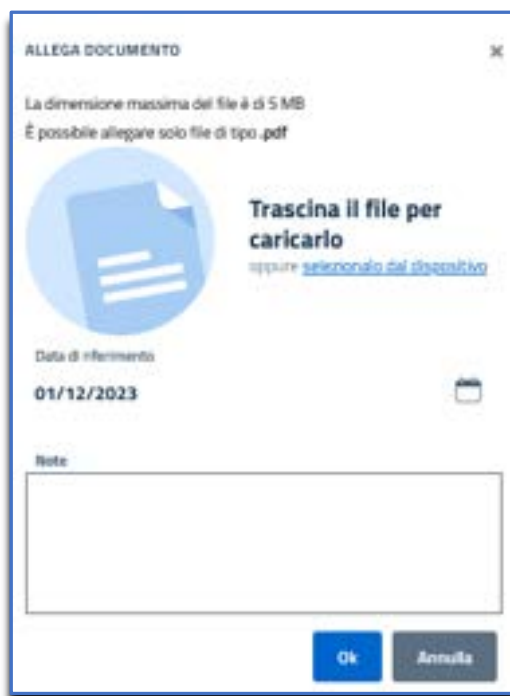 ALLEGA DOCUMENTO
La dimensione massima del file è di 5 MB
È possibile allegare solo file di tipo .pdf
Trascina il file per
caricarlo
oppure selezionalo dal dispositivo
Data di riferimento
01/12/2023
Note
Ok
Annulla